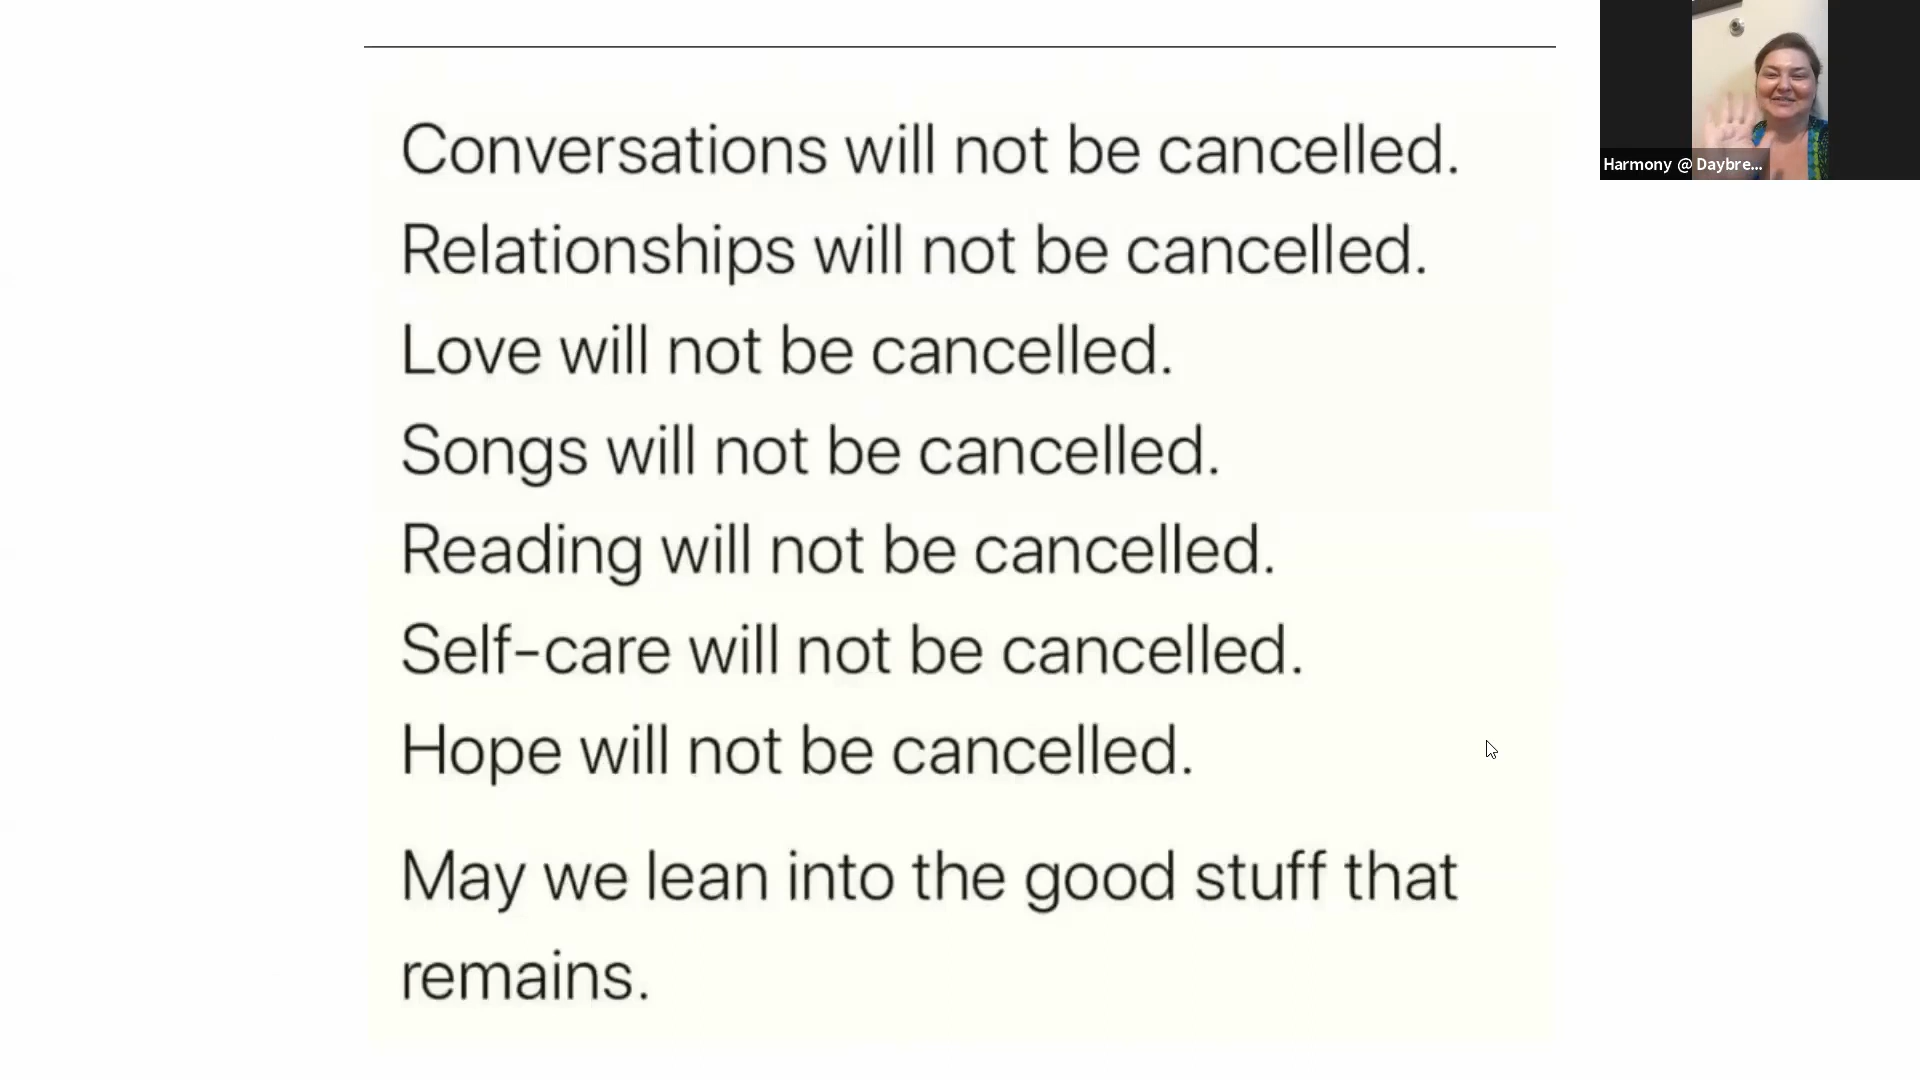 Conversations will not be cancelled.
Relationships will not be cancelled.
Love will not be cancelled.
Songs will not be cancelled.
Reading will not be cancelled.
Self-care will not be cancelled.
Hope will not be cancelled.
May we lean into the good stuff that
remains.
Harmony @ Daybre...